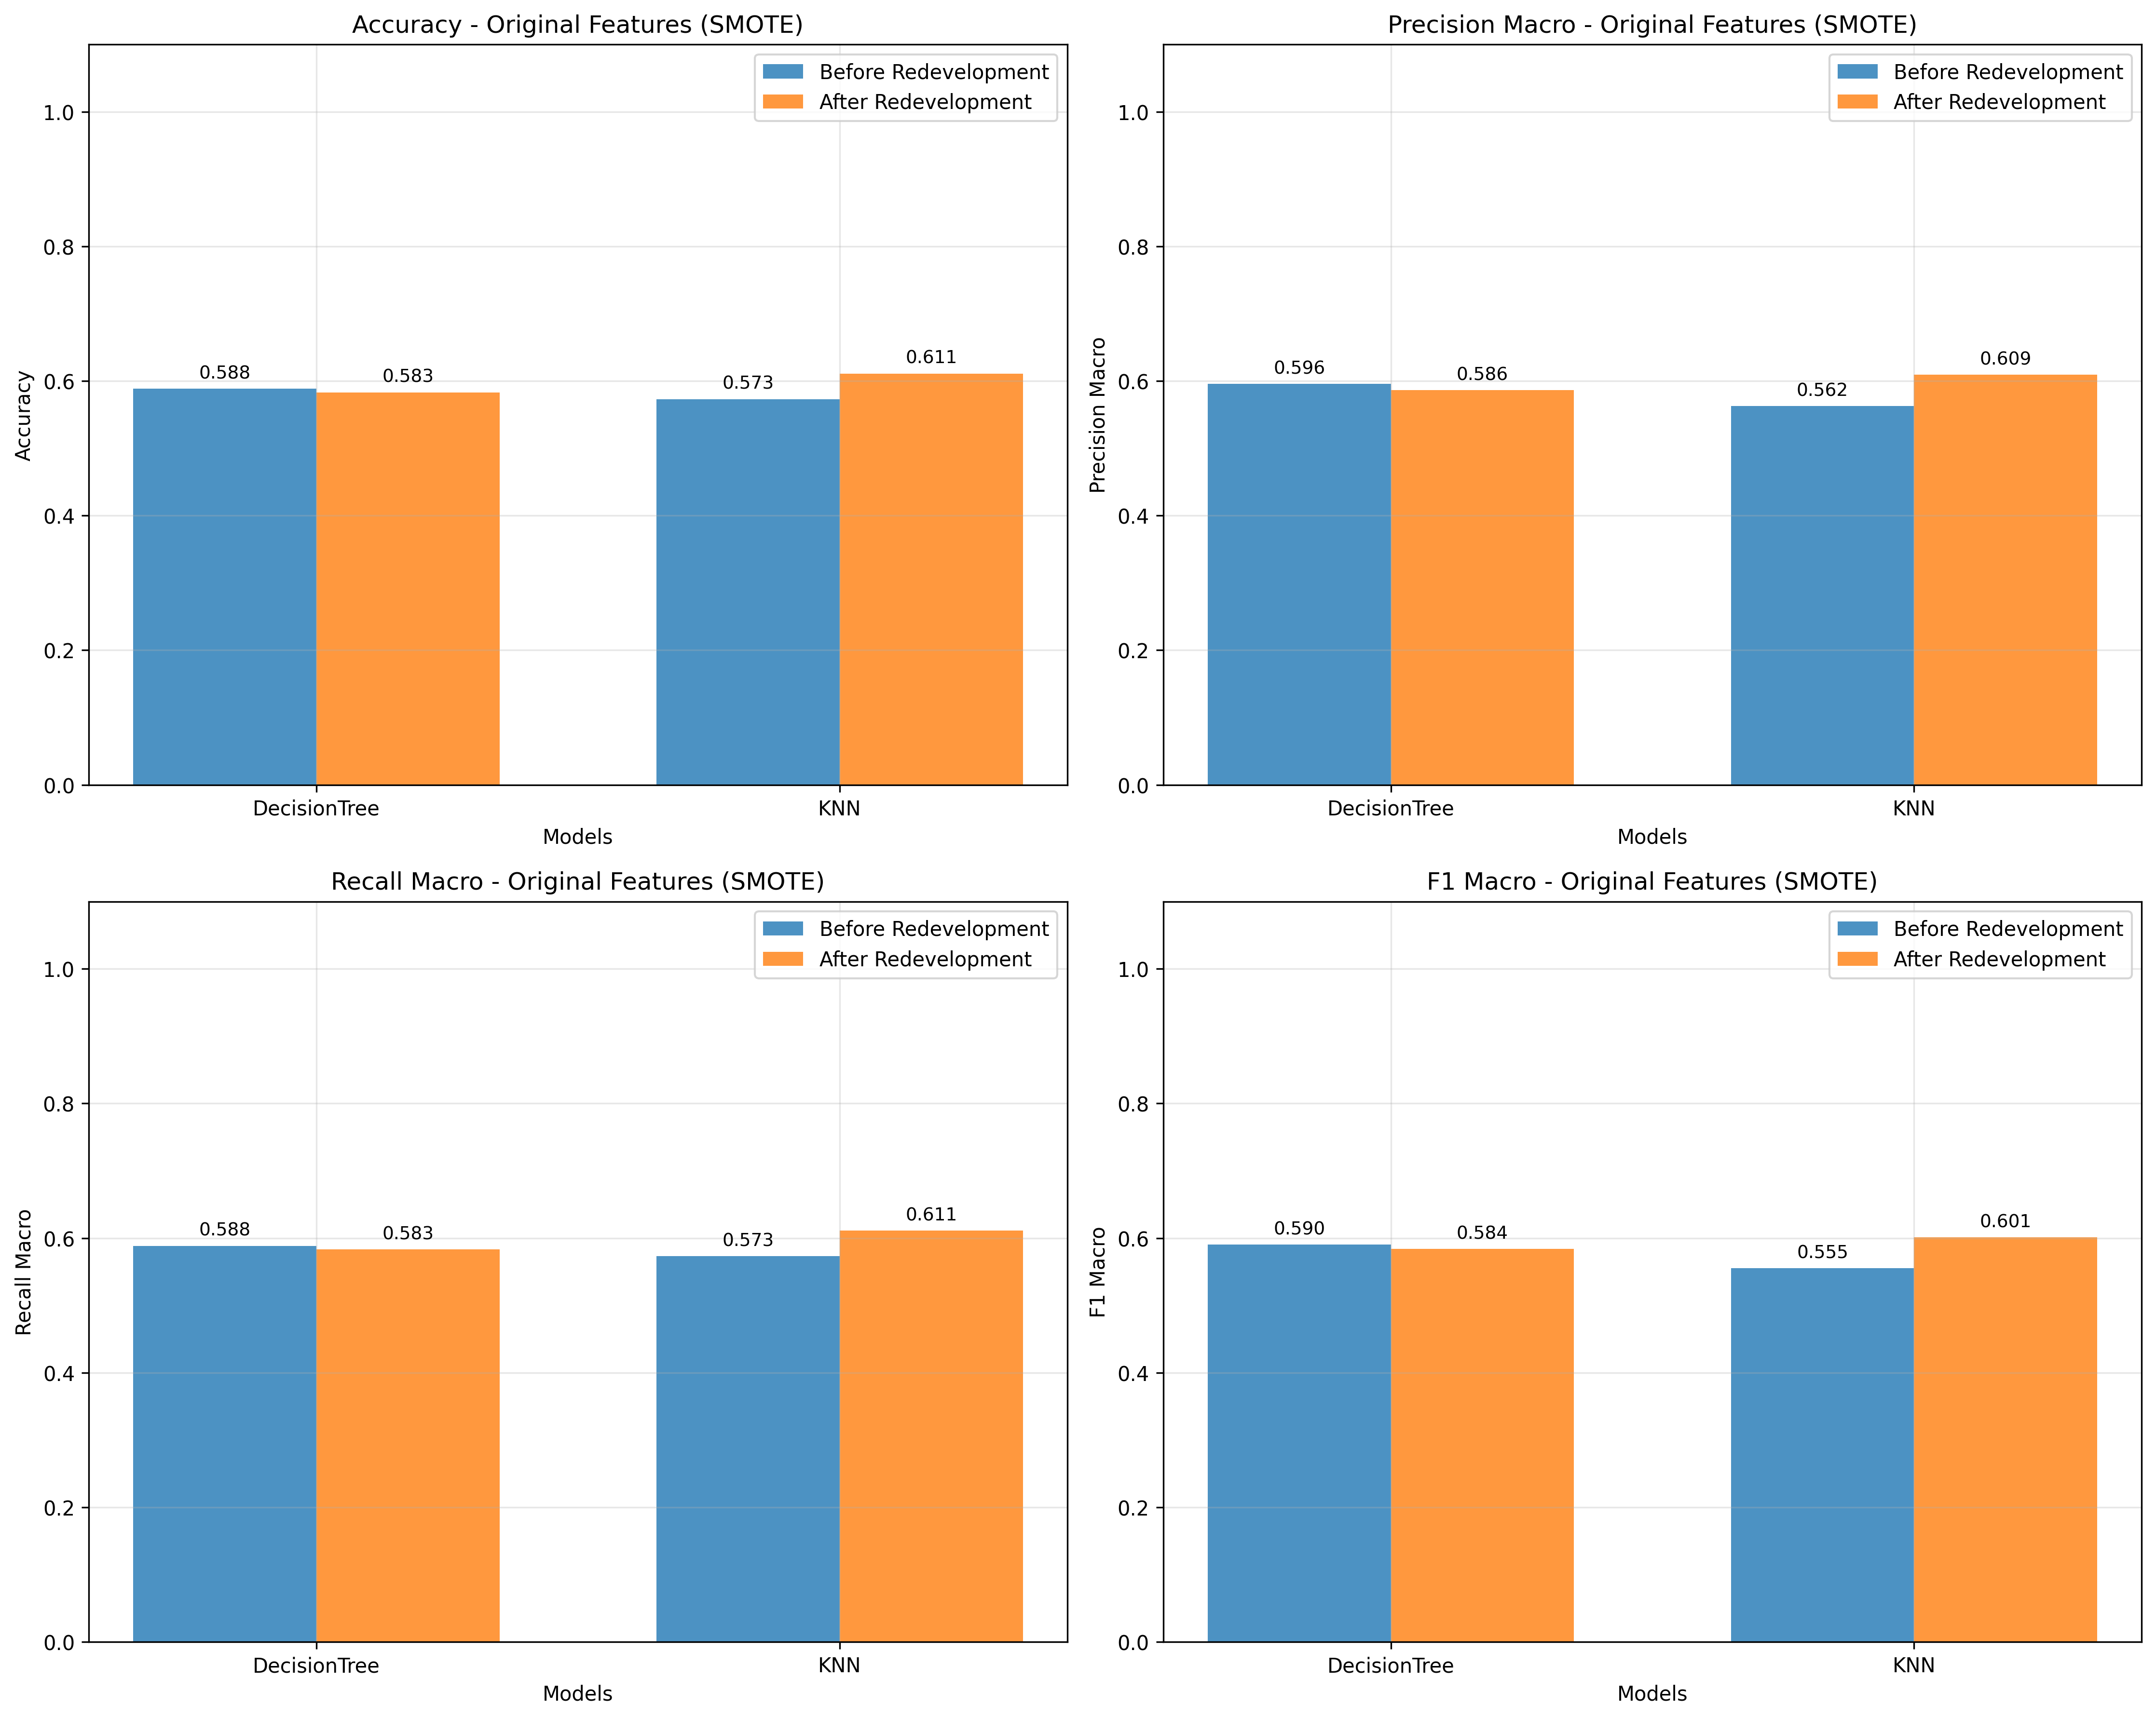 Accuracy - Original Features (SMOTE)
Before Redevelopment
After Redevelopment
1.0
0.8
0.6
0.4
0.2
0.0
Accuracy
0.588
0.583
0.573
0.611
DecisionTree
KNN
Models
Precision Macro - Original Features (SMOTE)
Before Redevelopment
After Redevelopment
1.0
0.8
0.6
0.4
0.2
0.0
Precision Macro
0.596
0.586
0.562
0.609
DecisionTree
KNN
Models
Recall Macro - Original Features (SMOTE)
Before Redevelopment
After Redevelopment
1.0
0.8
0.6
0.4
0.2
0.0
Recall Macro
0.588
0.583
0.573
0.611
DecisionTree
KNN
Models
F1 Macro - Original Features (SMOTE)
Before Redevelopment
After Redevelopment
1.0
0.8
0.6
0.4
0.2
0.0
F1 Macro
0.590
0.584
0.555
0.601
DecisionTree
KNN
Models